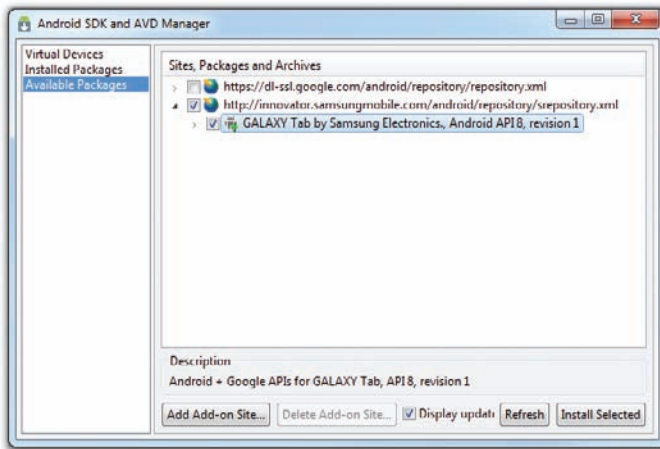 Android SDK and AVD Manager
Virtual Devices
Installed Packages
Available Packages
Sites, Packages and Archives
https://dl-ssl.google.com/android/repository/repository.xml
http://innovator.samsungmobile.com/android/repository/srepository.xml
GALAXY Tab by Samsung Electronics., Android API 8, revision 1
Description
Android + Google APIs for GALAXY Tab, API 8, revision 1
Add Add-on Site... Delete Add-on Site... Display updat Refresh Install Selected